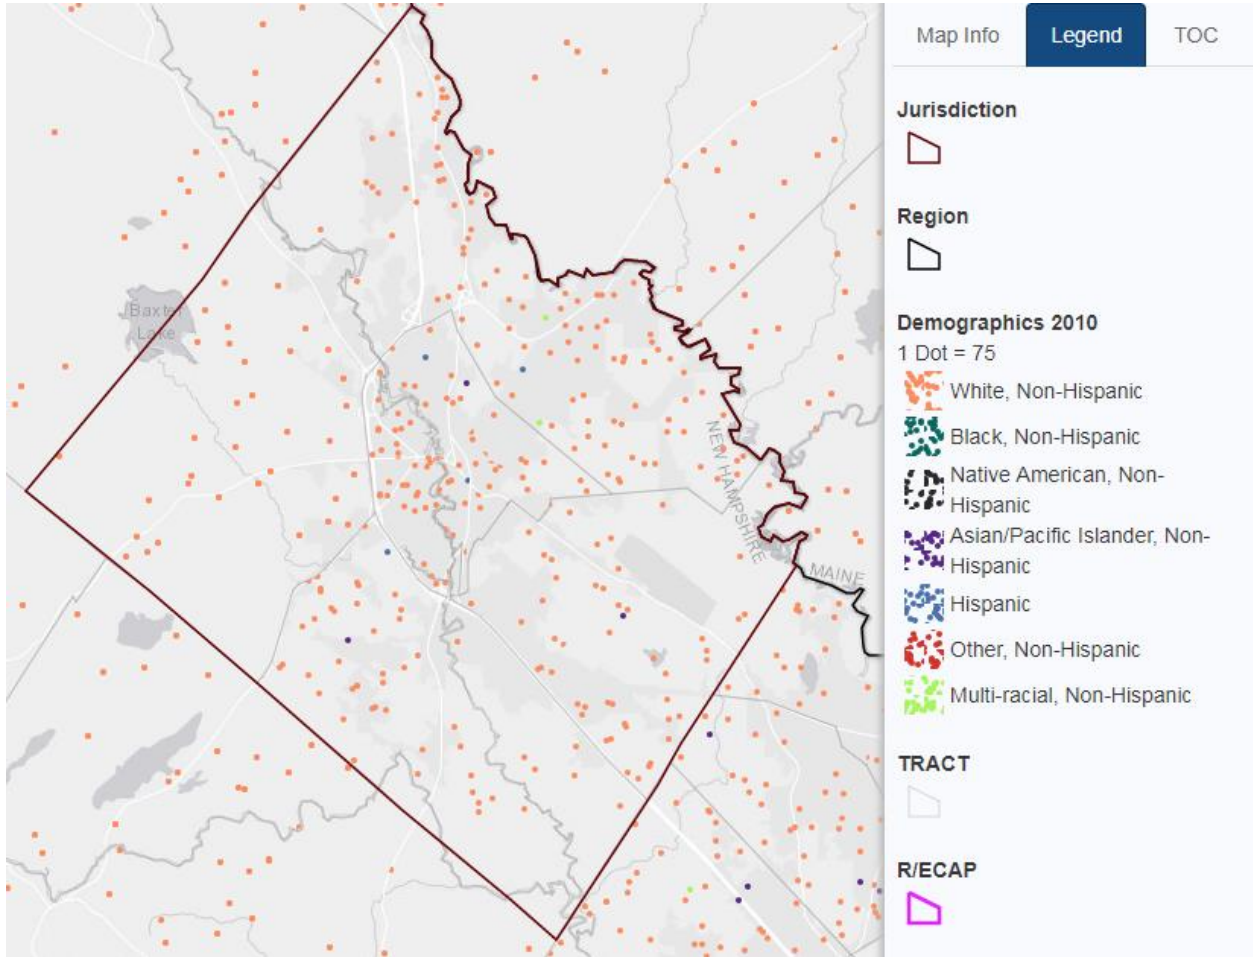 Map Info
Legend
TOC
Jurisdiction
Region
Demographics 2010
1 Dot = 75
White, Non-Hispanic
Black, Non-Hispanic
Native American, Non-
Hispanic
Asian/Pacific Islander, Non-
Hispanic
Hispanic
Other, Non-Hispanic
Multi-racial, Non-Hispanic
TRACT
R/ECAP
Baxter
Lake
NEW HAMPSHIRE
MAINE